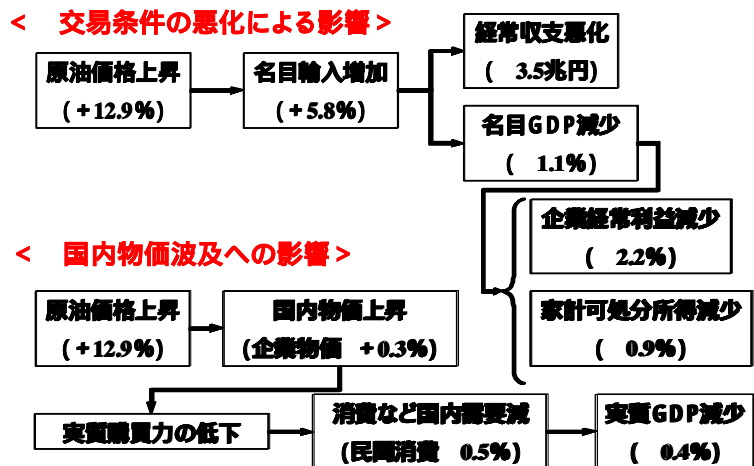 < 交易条件の悪化による影響>
原油価格上昇
(+12.9%)
名目輸入増加
(+5.8%)
経常収支悪化
( 3.5兆円)
名目GDP減少
( 1.1%)
企業経常利益減少
( 2.2%)
家計可処分所得減少
( 0.9%)
< 国内物価波及への影響>
原油価格上昇
(+12.9%)
国内物価上昇
(企業物価 +0.3%)
実質購買力の低下
消費など国内需要減
(民間消費 0.5%)
実質GDP減少
( 0.4%)